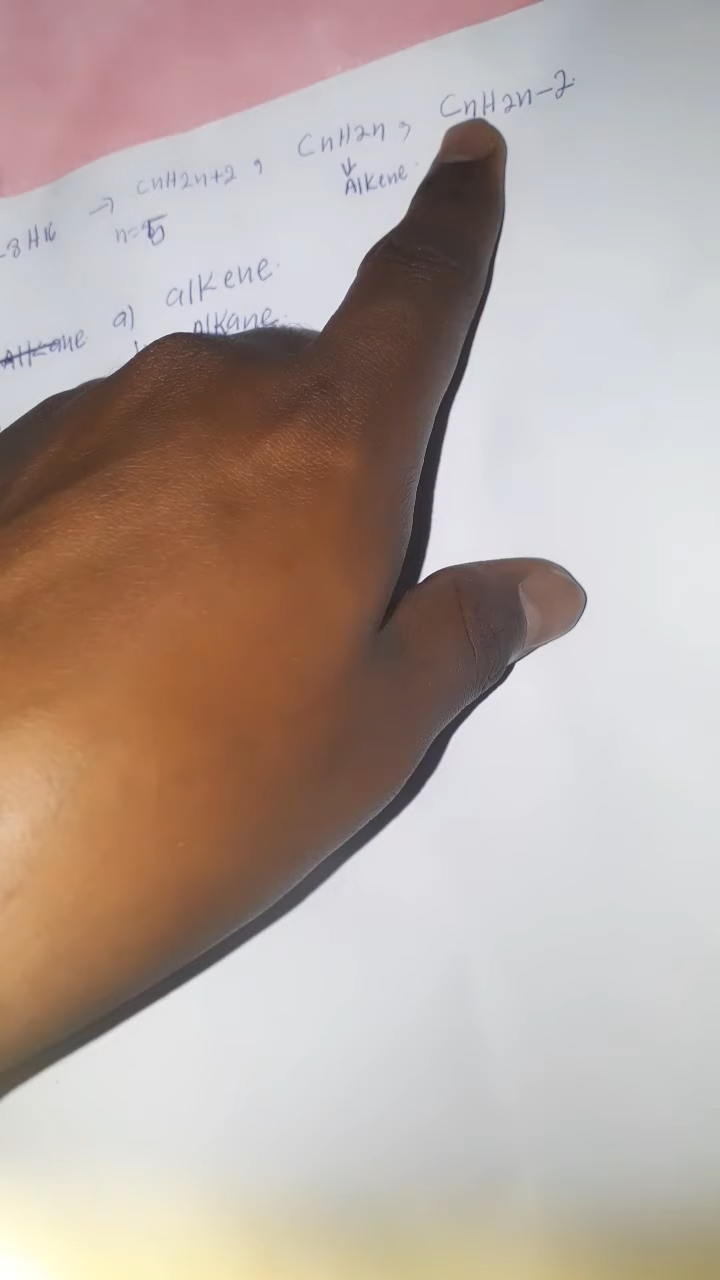 8H16 → CnH2n+2, CnH2n, CnH2n-2.
n=5 Alkene.
a) alkene.
Alkane Alkane.